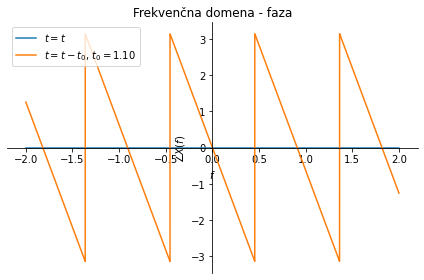 Frekvenčna domena - faza
t = t
t = t − t₀, t₀ = 1.10
3
2
1
0
−1
−2
−3
∠X(f)
−2.0 −1.5 −1.0 −0.5 0.0 0.5 1.0 1.5 2.0
f